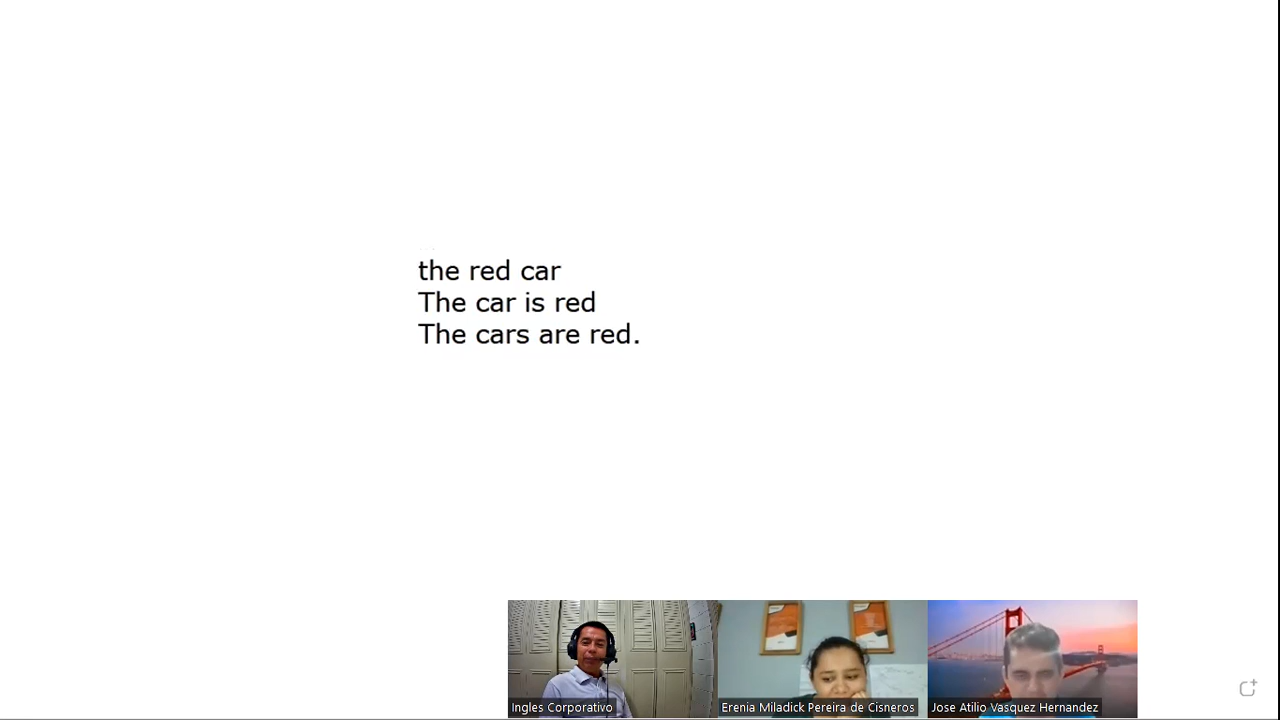 the red car
The car is red
The cars are red.
Ingles Corporativo
Erenia Miladick Pereira de Cisneros
Jose Atilio Vasquez Hernandez